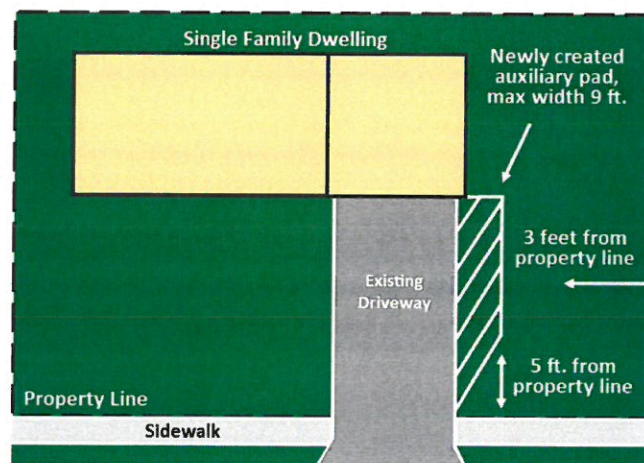 Single Family Dwelling
Newly created
auxiliary pad,
max width 9 ft.
3 feet from
property line
Existing
Driveway
5 ft. from
property line
Property Line
Sidewalk